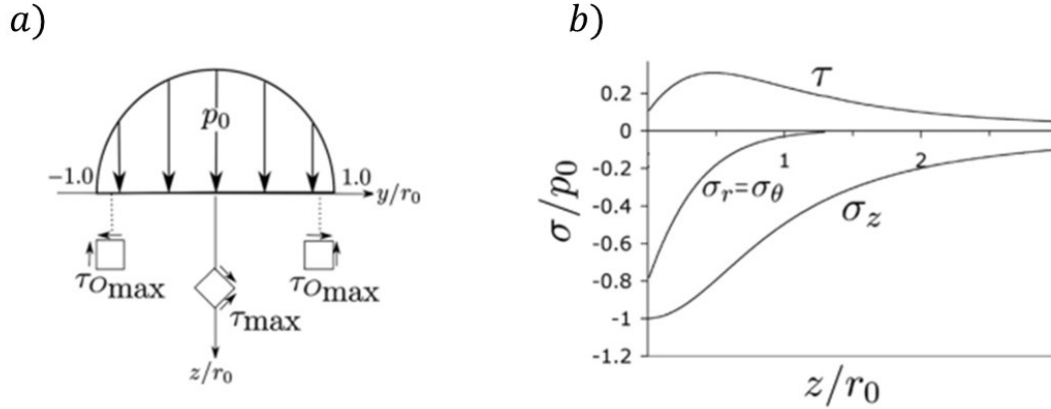 a)
p₀
−1.0
1.0
y/r₀
τOmax
τOmax
τmax
z/r₀
b)
σ/p₀
0.2
0
-0.2
-0.4
-0.6
-0.8
-1
-1.2
1
2
τ
σr=σθ
σz
z/r₀